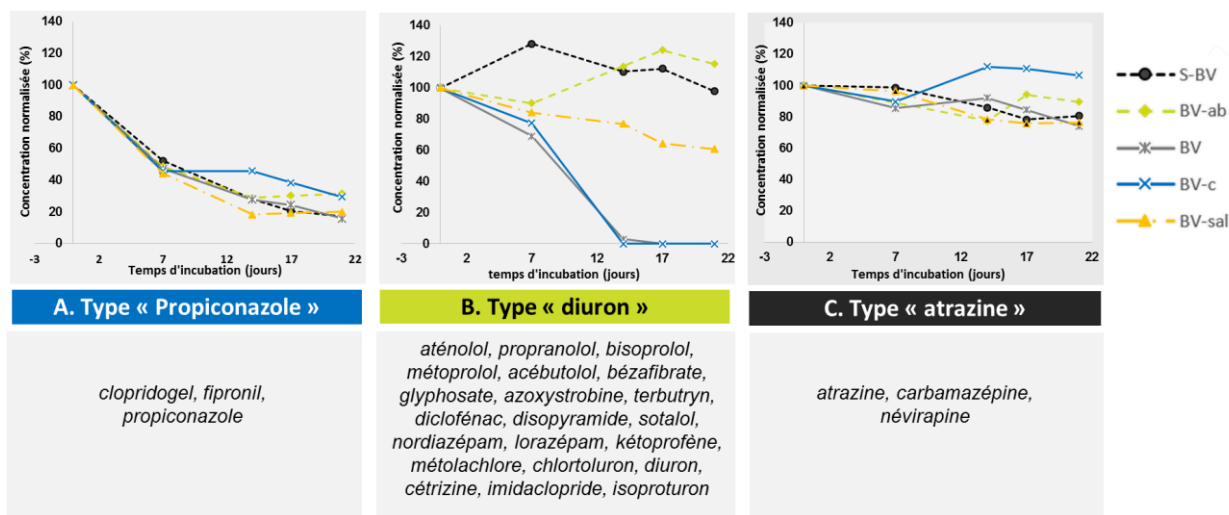 140
120
100
80
60
40
20
0
-3 2 7 12 17 22
Concentration normalisée (%)
Temps d'incubation (jours)
140
120
100
80
60
40
20
0
-3 2 7 12 17 22
Concentration normalisée (%)
temps d'incubation (jours)
140
120
100
80
60
40
20
0
-3 2 7 12 17 22
Concentration normalisée (%)
Temps d'incubation (jours)
S-BV
BV-ab
BV
BV-c
BV-sal
A. Type « Propiconazole »
clopridogel, fipronil,
propiconazole
B. Type « diuron »
aténolol, propranolol, bisoprolol,
métoprolol, acébutolol, bézafibrate,
glyphosate, azoxystrobine, terbutryn,
diclofénac, disopyramide, sotalol,
nordiazépam, lorazépam, kétoprofène,
métolachlore, chlortoluron, diuron,
cétrizine, imidaclopride, isoproturon
C. Type « atrazine »
atrazine, carbamazépine,
névirapine